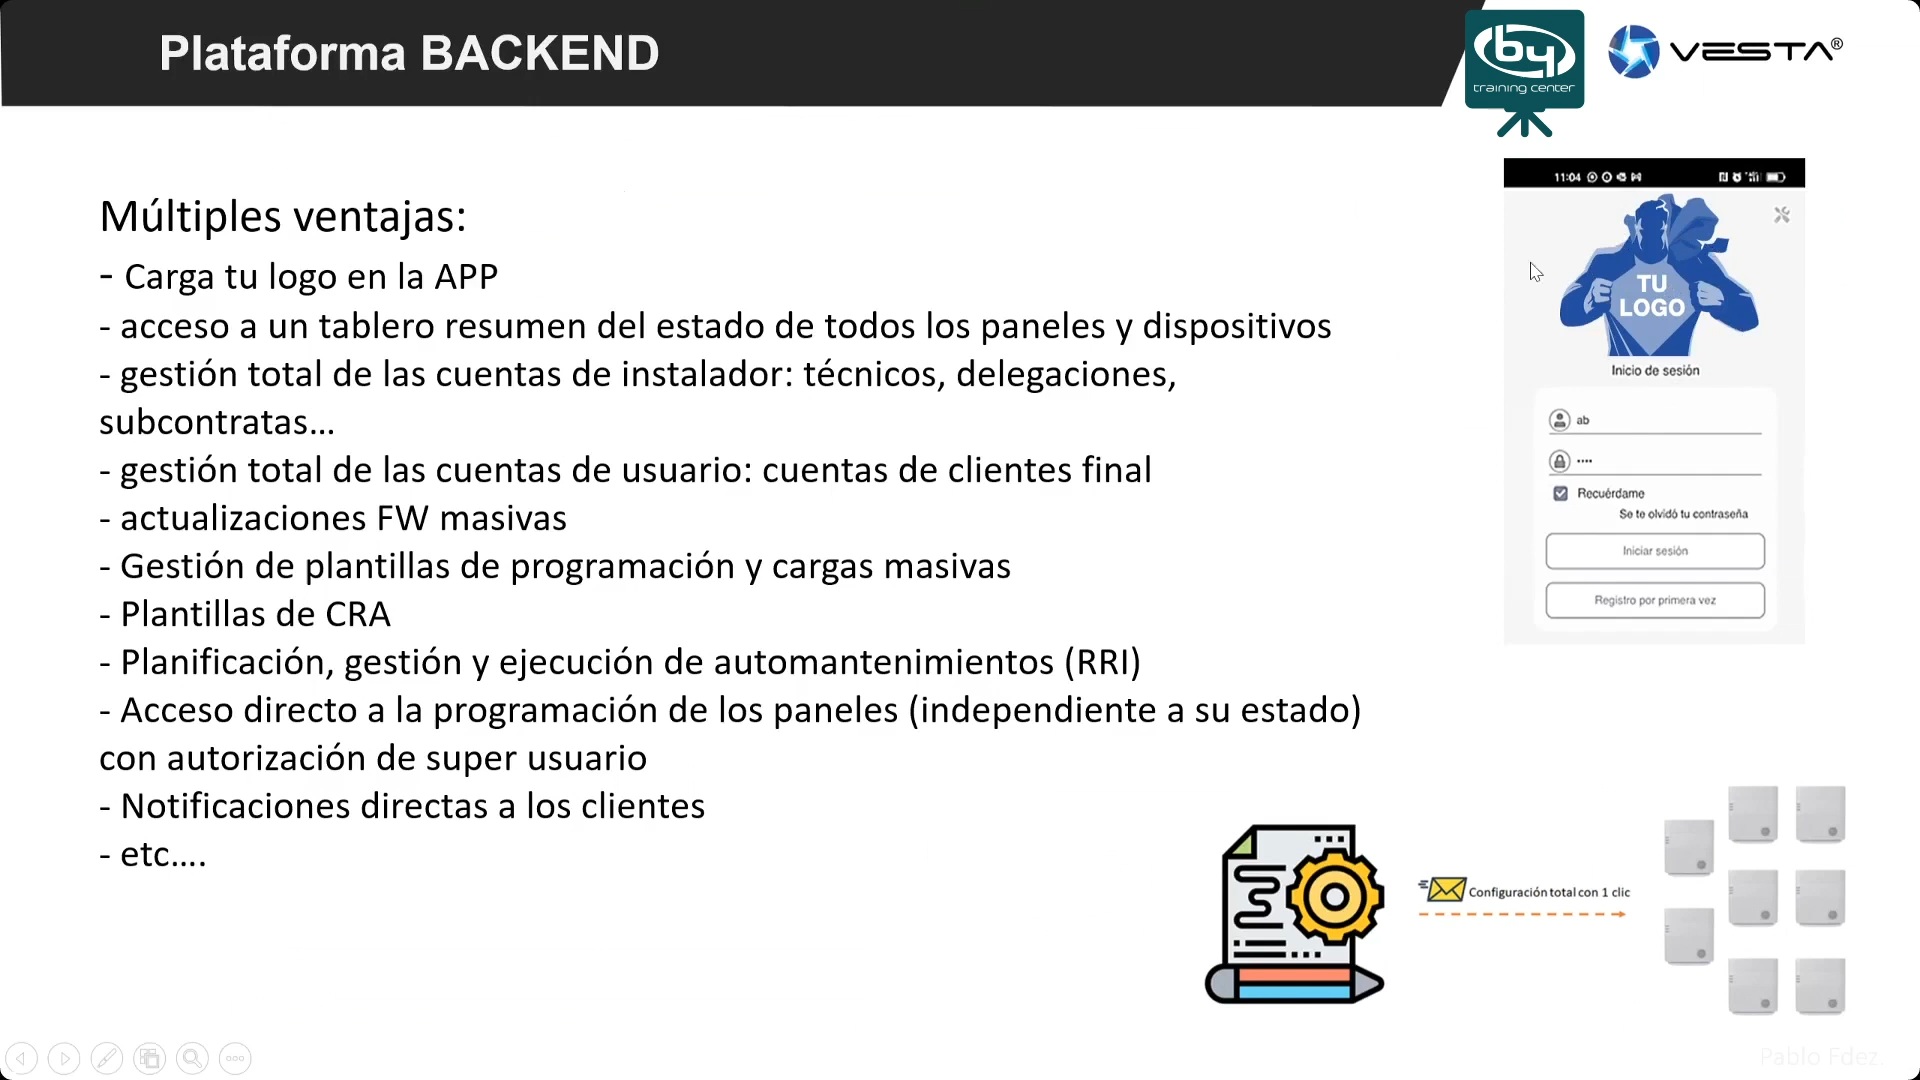 Plataforma BACKEND
by
training center
VESTA®
Múltiples ventajas:
- Carga tu logo en la APP
- acceso a un tablero resumen del estado de todos los paneles y dispositivos
- gestión total de las cuentas de instalador: técnicos, delegaciones,
subcontratas...
- gestión total de las cuentas de usuario: cuentas de clientes final
- actualizaciones FW masivas
- Gestión de plantillas de programación y cargas masivas
- Plantillas de CRA
- Planificación, gestión y ejecución de automantenimientos (RRI)
- Acceso directo a la programación de los paneles (independiente a su estado)
con autorización de super usuario
- Notificaciones directas a los clientes
- etc....
11:04
TU
LOGO
Inicio de sesión
ab
••••
Recuérdame
Se te olvidó tu contraseña
Iniciar sesión
Registro por primera vez
Configuración total con 1 clic
Pablo Fdez